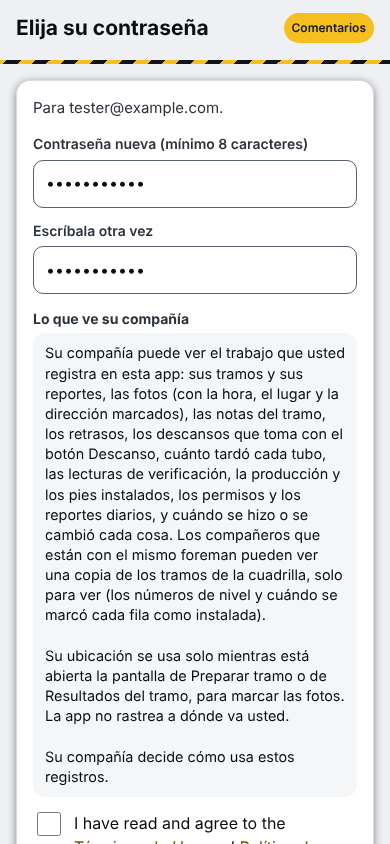 Elija su contraseña
Comentarios
Para tester@example.com.
Contraseña nueva (mínimo 8 caracteres)
•••••••••••
Escríbala otra vez
•••••••••••
Lo que ve su compañía
Su compañía puede ver el trabajo que usted
registra en esta app: sus tramos y sus
reportes, las fotos (con la hora, el lugar y la
dirección marcados), las notas del tramo,
los retrasos, los descansos que toma con el
botón Descanso, cuánto tardó cada tubo,
las lecturas de verificación, la producción y
los pies instalados, los permisos y los
reportes diarios, y cuándo se hizo o se
cambió cada cosa. Los compañeros que
están con el mismo foreman pueden ver
una copia de los tramos de la cuadrilla, solo
para ver (los números de nivel y cuándo se
marcó cada fila como instalada).
Su ubicación se usa solo mientras está
abierta la pantalla de Preparar tramo o de
Resultados del tramo, para marcar las fotos.
La app no rastrea a dónde va usted.
Su compañía decide cómo usa estos
registros.
I have read and agree to the